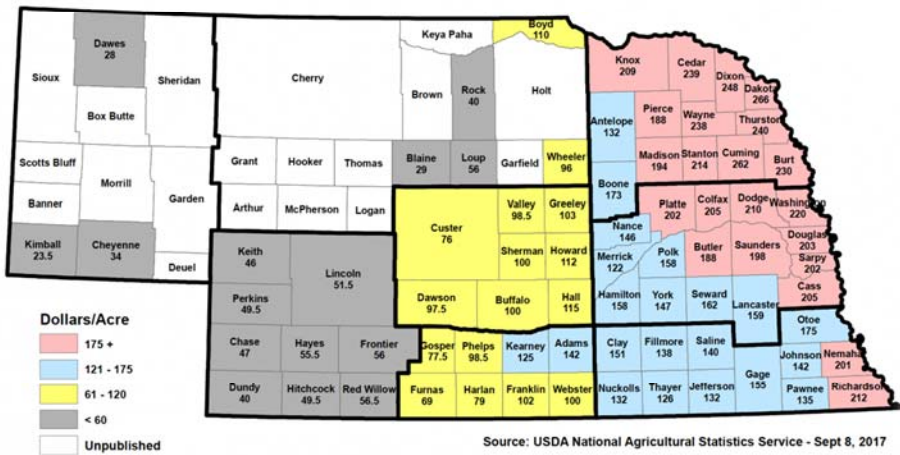 Boyd
110
Keya Paha
Dawes
28
Knox
209
Cedar
239
Dixon
248
Dakota
266
Sioux
Sheridan
Cherry
Brown
Rock
40
Holt
Antelope
132
Pierce
188
Wayne
238
Thurston
240
Box Butte
Scotts Bluff
Morrill
Garden
Grant
Hooker
Thomas
Blaine
29
Loup
56
Garfield
Wheeler
96
Boone
173
Madison
194
Stanton
214
Cuming
262
Burt
230
Banner
Arthur
McPherson
Logan
Custer
76
Valley
98.5
Greeley
103
Nance
146
Platte
202
Colfax
205
Dodge
210
Washington
220
Kimball
23.5
Cheyenne
34
Deuel
Keith
46
Lincoln
51.5
Sherman
100
Howard
112
Merrick
122
Polk
158
Butler
188
Saunders
198
Douglas
203
Sarpy
202
Perkins
49.5
Dawson
97.5
Buffalo
100
Hall
115
Hamilton
158
York
147
Seward
162
Lancaster
159
Cass
205
Otoe
175
Chase
47
Hayes
55.5
Frontier
56
Gosper
77.5
Phelps
98.5
Kearney
125
Adams
142
Clay
151
Fillmore
138
Saline
140
Gage
155
Johnson
142
Nemaha
201
Dundy
40
Hitchcock
49.5
Red Willow
56.5
Furnas
69
Harlan
79
Franklin
102
Webster
100
Nuckolls
132
Thayer
126
Jefferson
132
Pawnee
135
Richardson
212
Dollars/Acre
175 +
121 - 175
61 - 120
< 60
Unpublished
Source: USDA National Agricultural Statistics Service - Sept 8, 2017